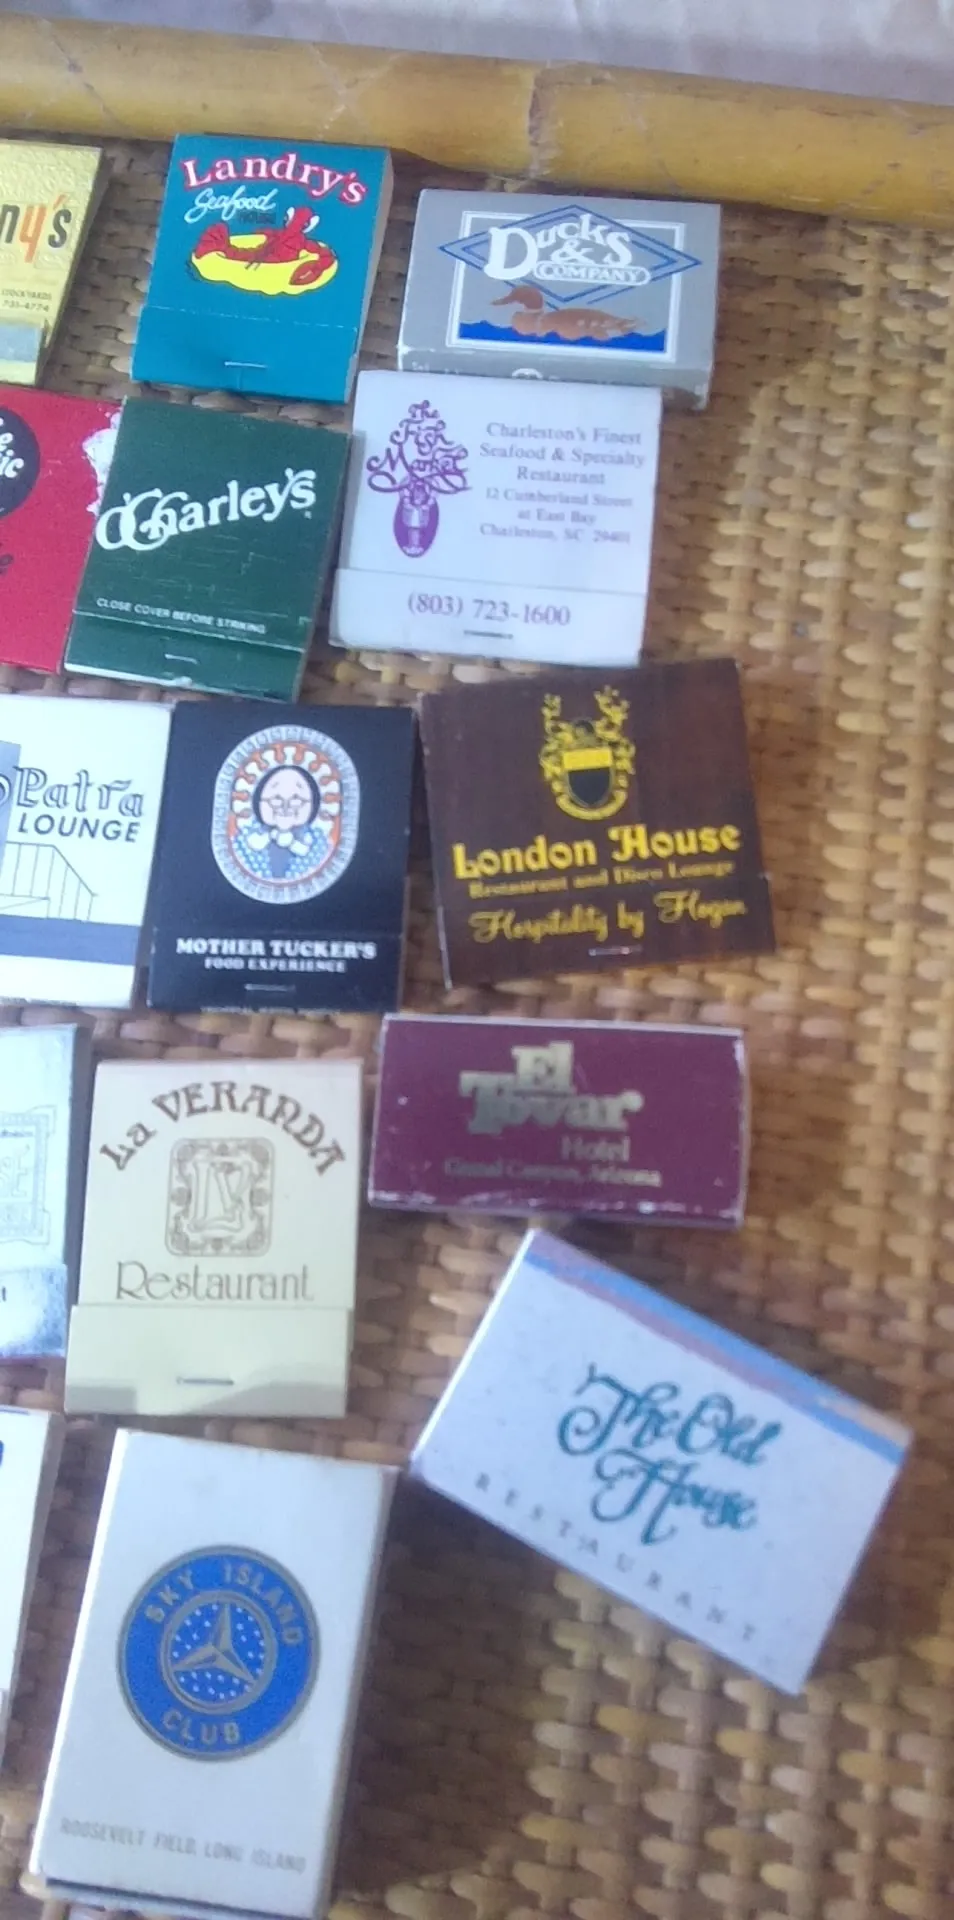 ny's
STOCKYARDS
731-4774
Landry's
Seafood
HOUSE
Ducks
&
COMPANY
O'Charley's
CLOSE COVER BEFORE STRIKING
The
Fish
Market
Charleston's Finest
Seafood & Specialty
Restaurant
12 Cumberland Street
at East Bay
Charleston, SC 29401
(803) 723-1600
Patra
LOUNGE
MOTHER TUCKER'S
FOOD EXPERIENCE
London House
Restaurant and Disco Lounge
Hospitality by Hogan
La VERANDA
LV
Restaurant
El
Tovar
Hotel
Grand Canyon, Arizona
The Old
House
RESTAURANT
SKY ISLAND
CLUB
ROOSEVELT FIELD, LONG ISLAND